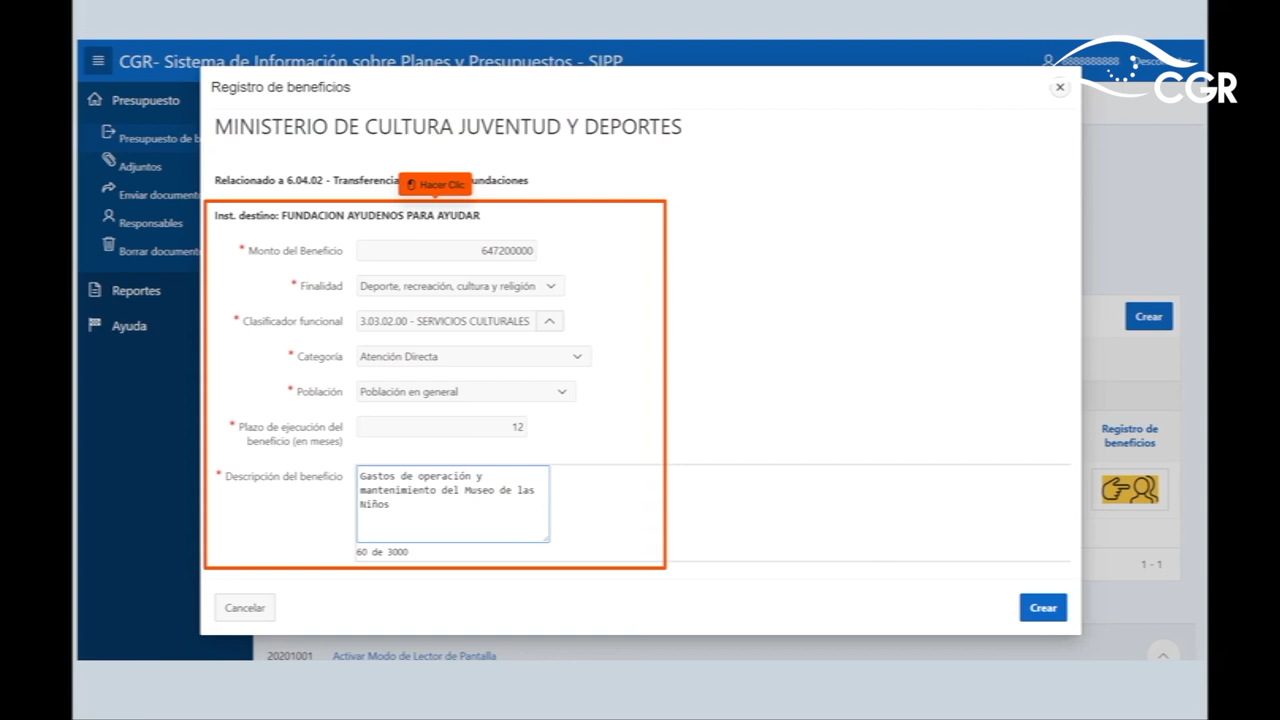 CGR- Sistema de Información sobre Planes y Presupuestos - SIPP
8888888888
CGR
Presupuesto
Presupuesto de b
Adjuntos
Enviar document
Responsables
Borrar document
Reportes
Ayuda
Registro de beneficios
MINISTERIO DE CULTURA JUVENTUD Y DEPORTES
Relacionado a 6.04.02 - Transferencia
Hacer Clic
undaciones
Inst. destino: FUNDACION AYUDENOS PARA AYUDAR
* Monto del Beneficio 647200000
* Finalidad Deporte, recreación, cultura y religión
* Clasificador funcional 3.03.02.00 - SERVICIOS CULTURALES
* Categoría Atención Directa
* Población Población en general
* Plazo de ejecución del 12
beneficio (en meses)
* Descripción del beneficio Gastos de operación y
mantenimiento del Museo de las
Niños
60 de 3000
Cancelar
Crear
Crear
Registro de
beneficios
1 - 1
20201001 Activar Modo de Lector de Pantalla